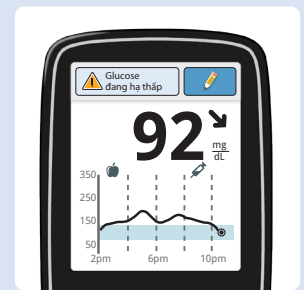 Glucose
đang hạ thấp
92
mg
dL
350
250
150
50
2pm
6pm
10pm